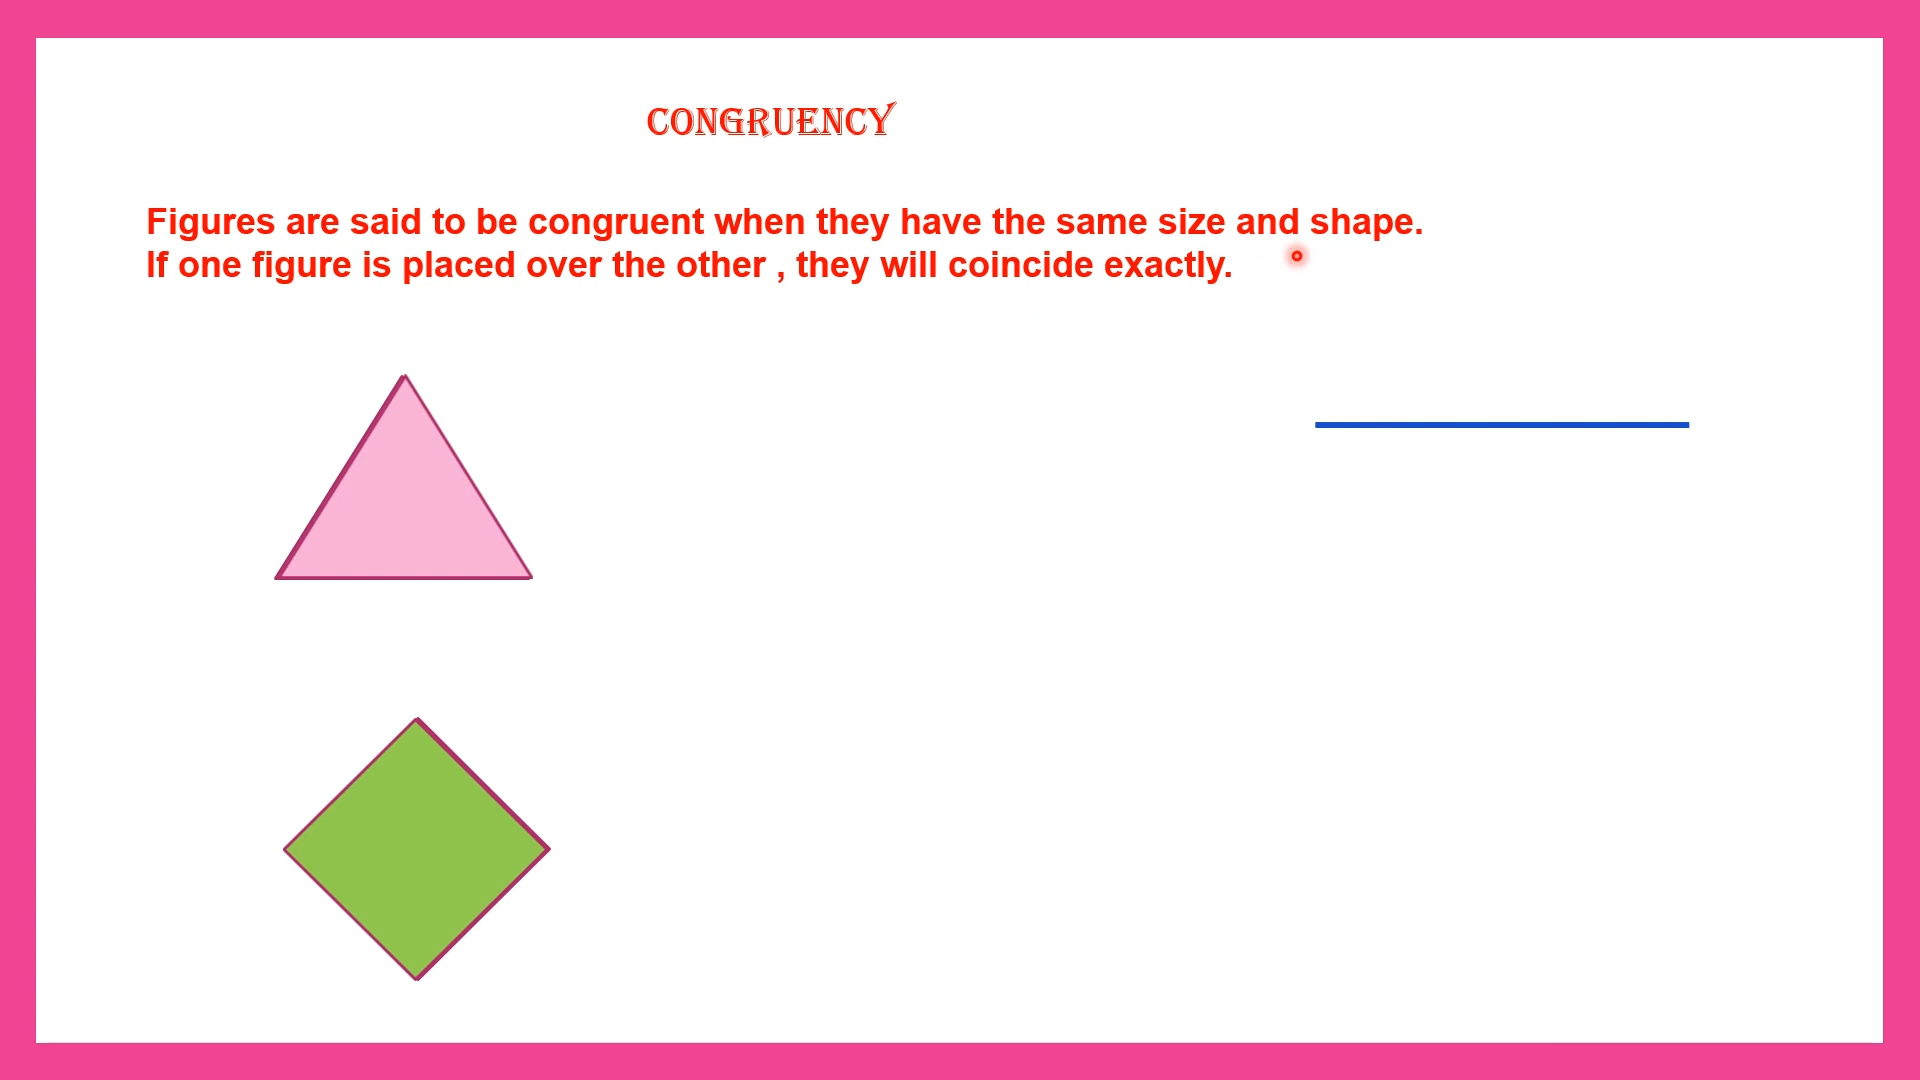 CONGRUENCY
Figures are said to be congruent when they have the same size and shape.
If one figure is placed over the other , they will coincide exactly.